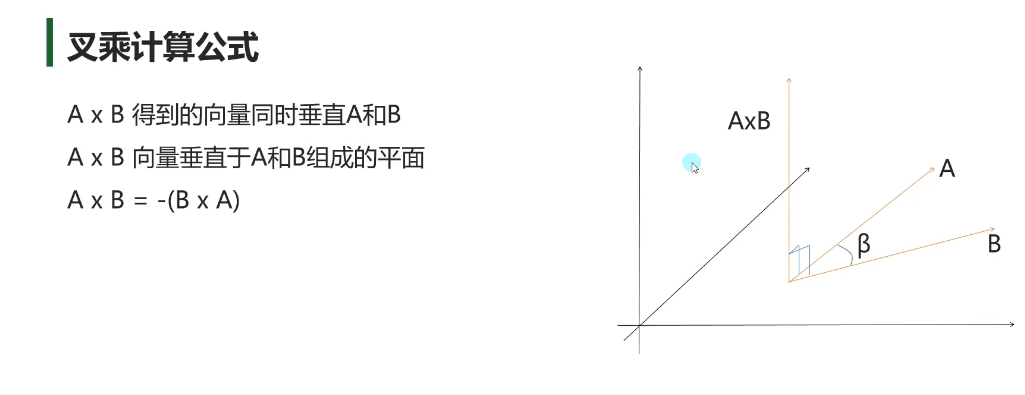 叉乘计算公式
A x B 得到的向量同时垂直A和B
A x B 向量垂直于A和B组成的平面
A x B = -(B x A)
AxB
A
β
B